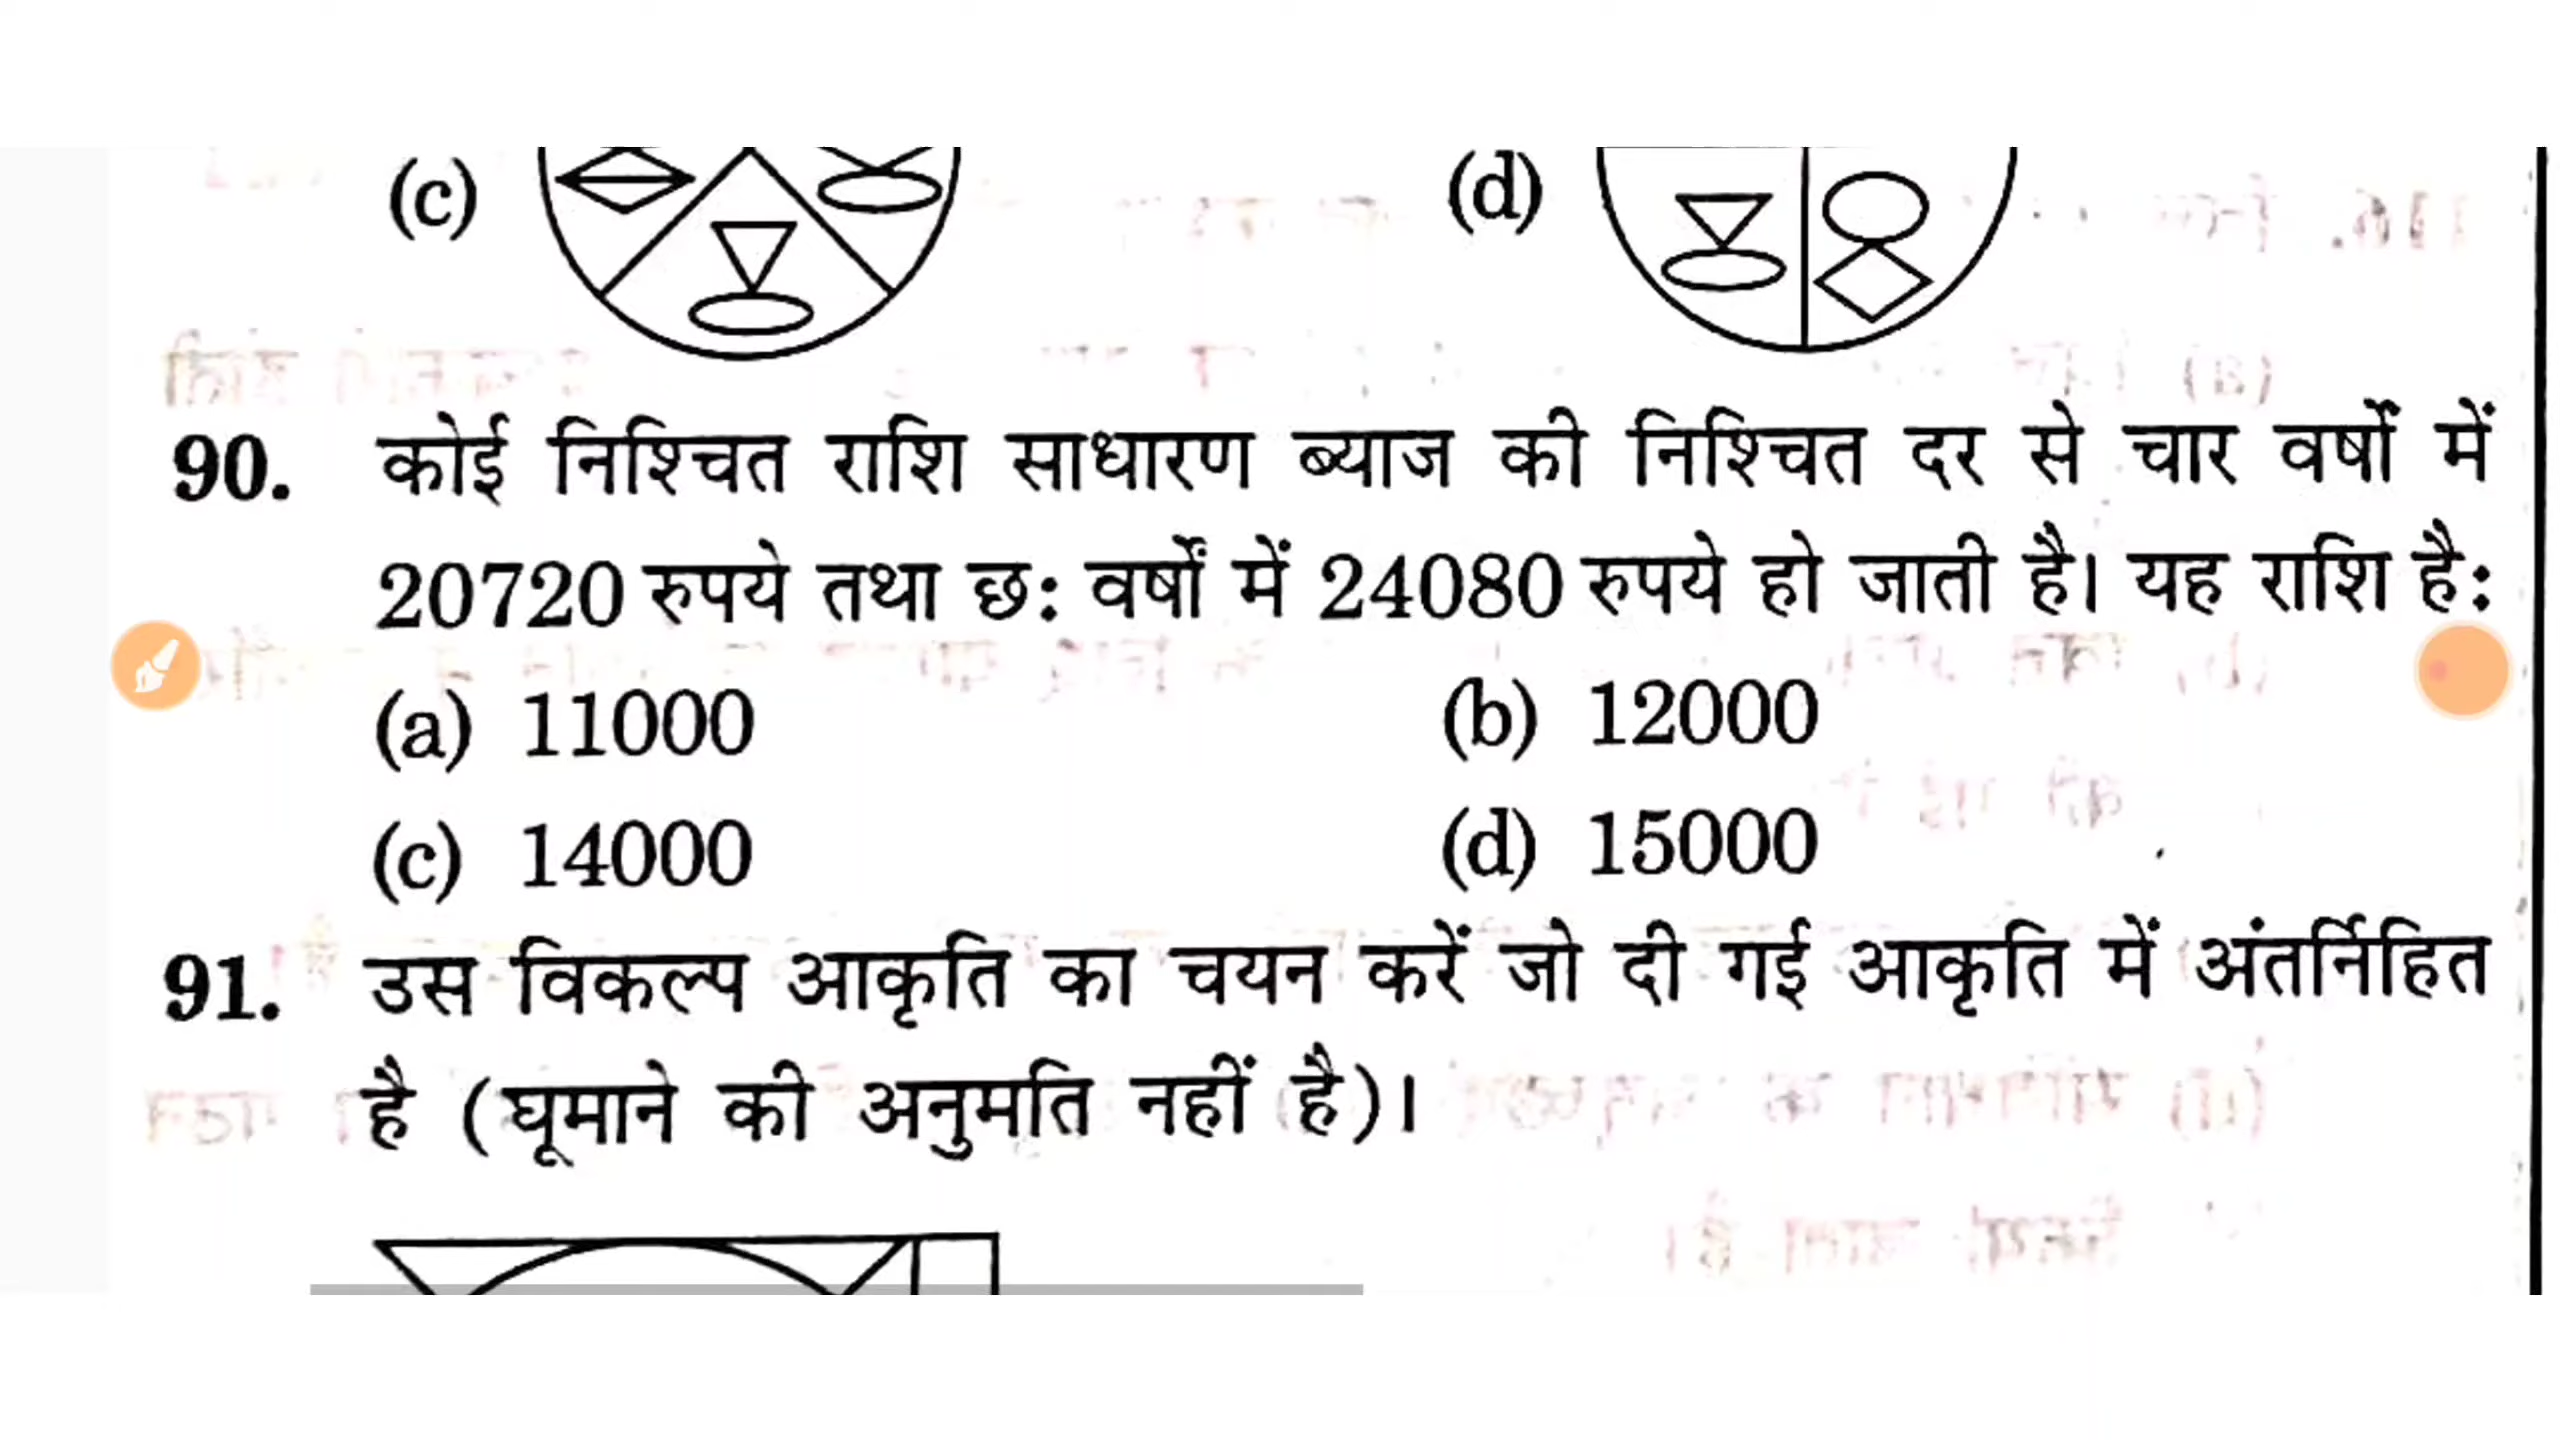 (c) (d)
90. कोई निश्चित राशि साधारण ब्याज की निश्चित दर से चार वर्षों में
20720 रुपये तथा छः वर्षों में 24080 रुपये हो जाती है। यह राशि है:
(a) 11000 (b) 12000
(c) 14000 (d) 15000
91. उस विकल्प आकृति का चयन करें जो दी गई आकृति में अंतर्निहित
है (घूमाने की अनुमति नहीं है)।